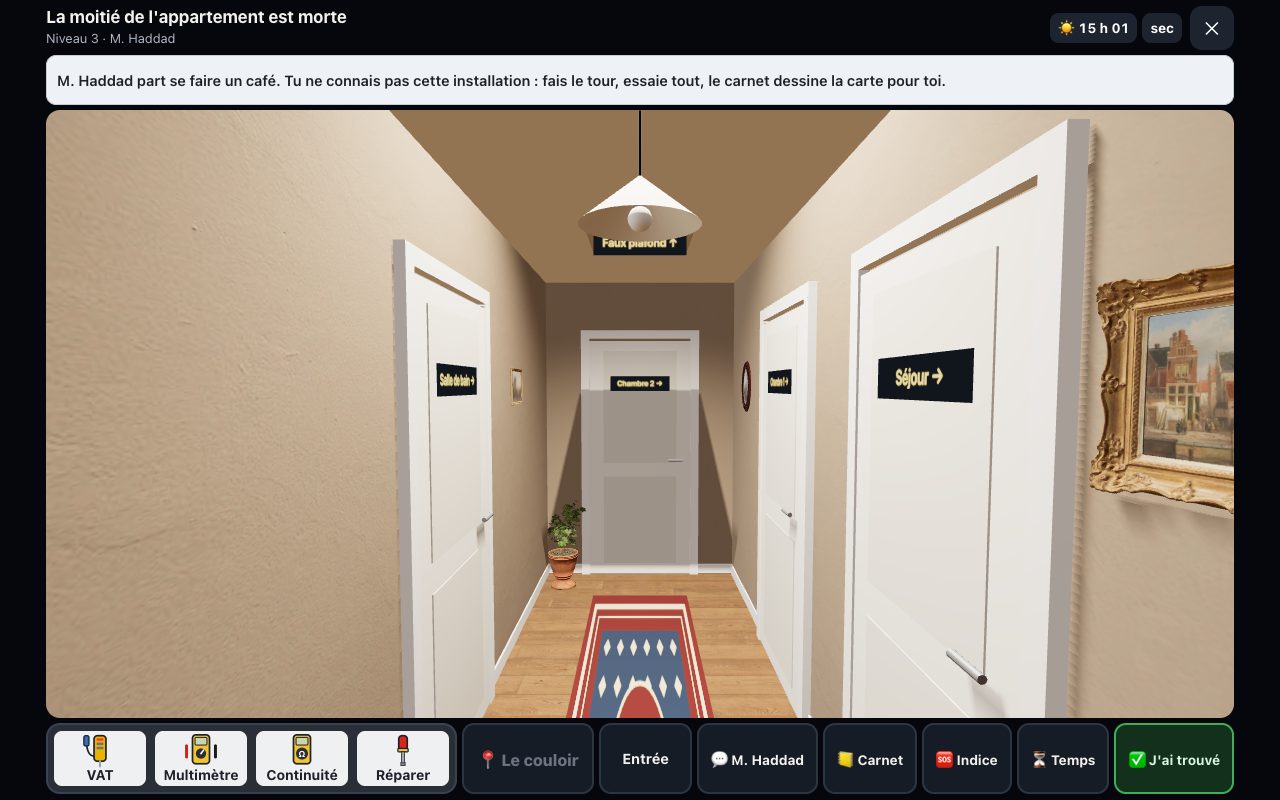 La moitié de l'appartement est morte
Niveau 3 · M. Haddad
15 h 01
sec
M. Haddad part se faire un café. Tu ne connais pas cette installation : fais le tour, essaie tout, le carnet dessine la carte pour toi.
Faux plafond ↑
Salle de bain →
Chambre 2 →
Chambre 1 →
Séjour →
VAT
Multimètre
Continuité
Réparer
Le couloir
Entrée
M. Haddad
Carnet
SOS Indice
Temps
J'ai trouvé